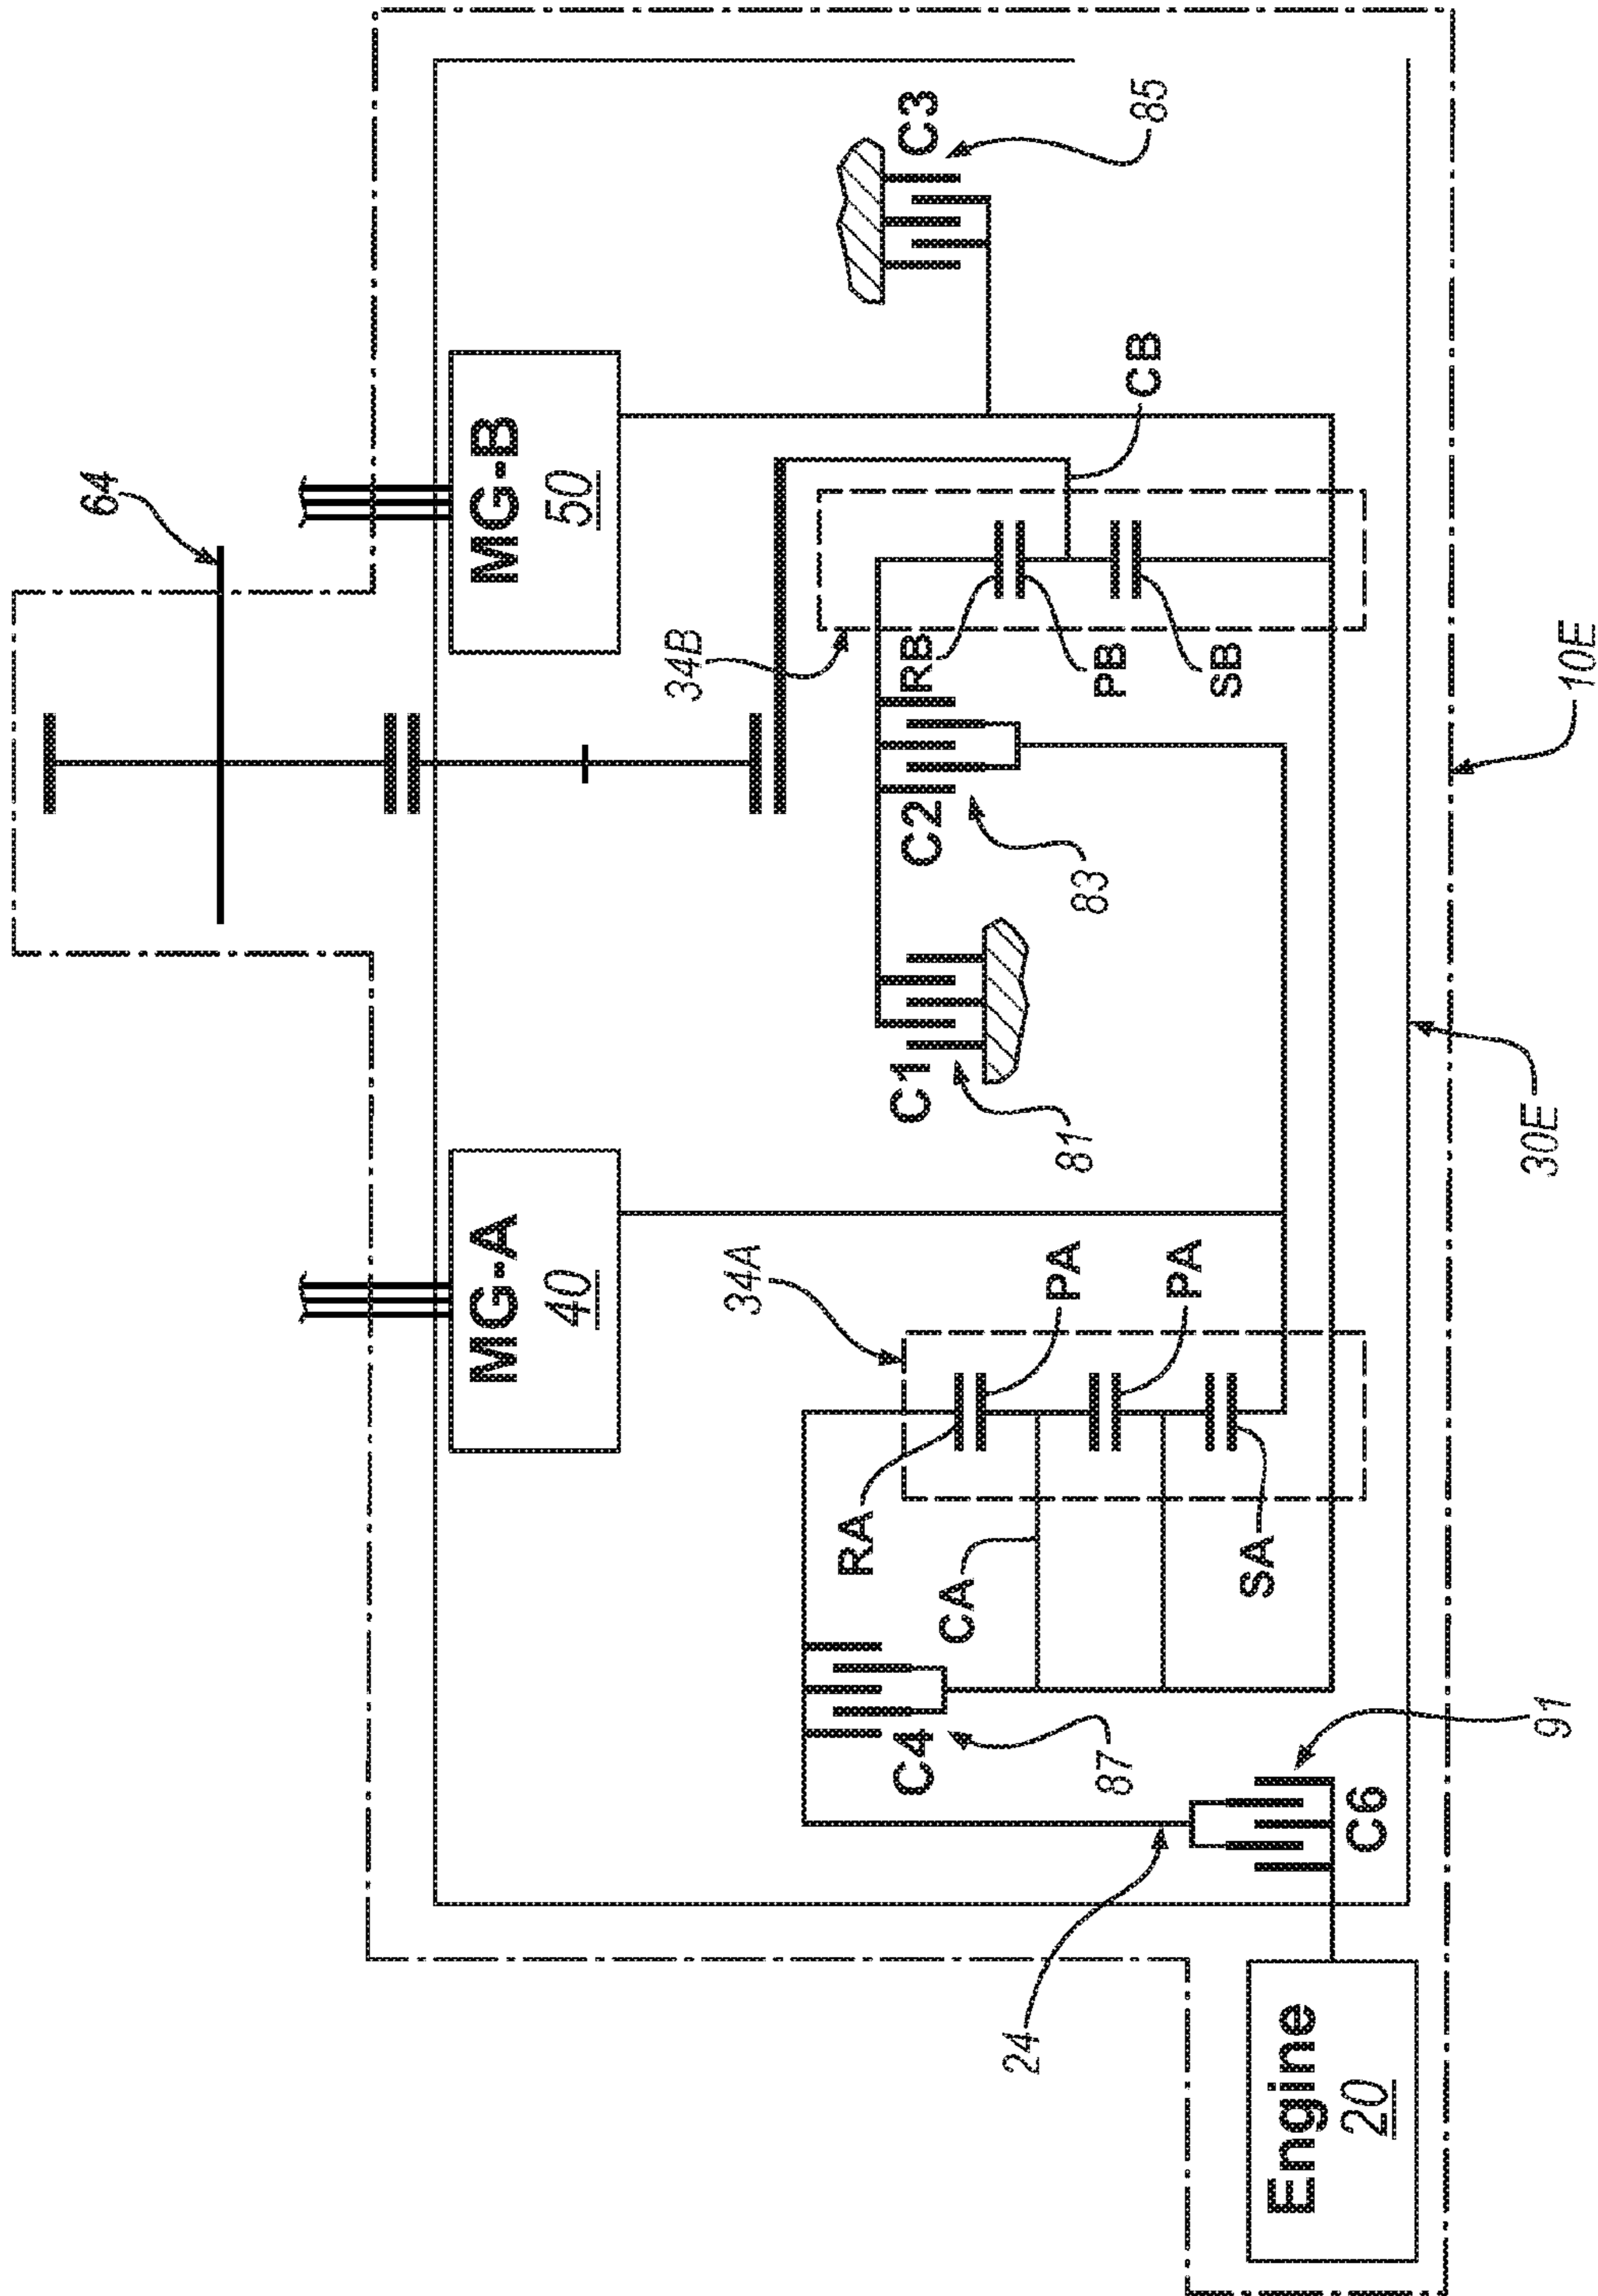 64
MG-A
40
MG-B
50
34A
34B
RA
PA
PA
CA
SA
C4
87
C1
81
C2
83
RB
PB
SB
CB
C3
85
24
C6
91
Engine
20
30E
10E